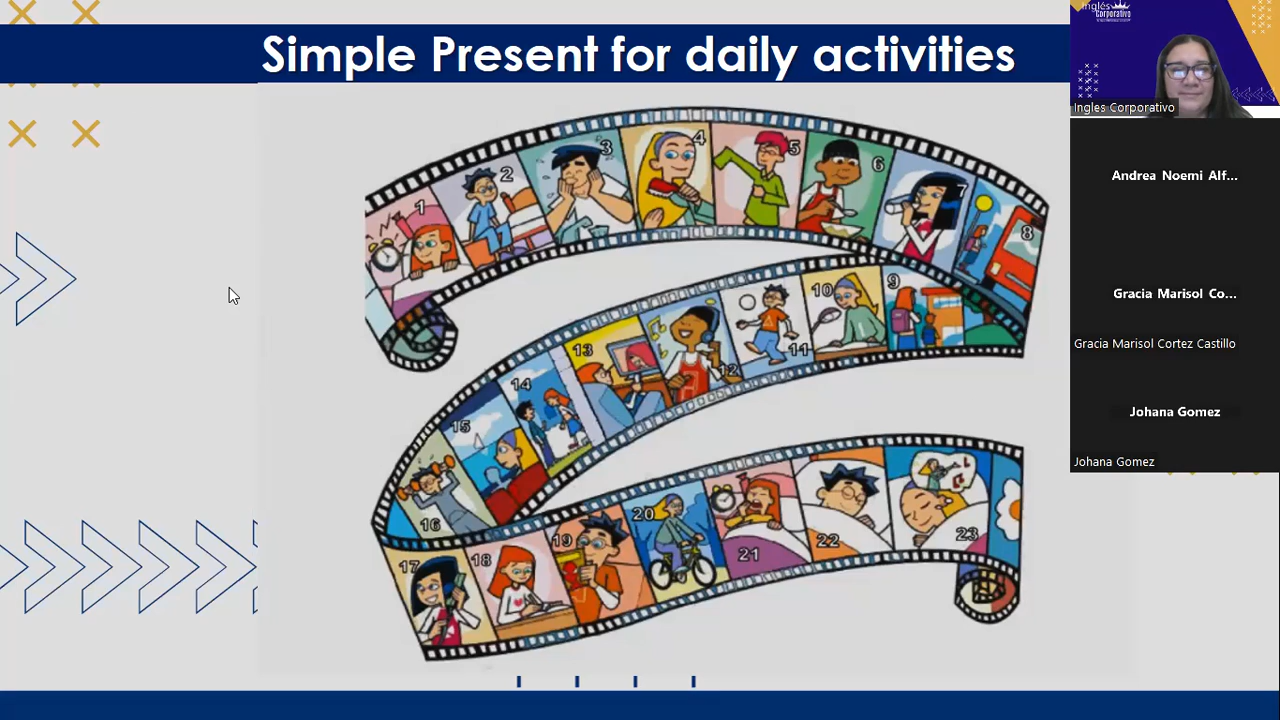 Simple Present for daily activities
Inglés
Corporativo
Ingles Corporativo
Andrea Noemi Alf...
Gracia Marisol Co...
Gracia Marisol Cortez Castillo
Johana Gomez
Johana Gomez
1
2
3
4
5
6
7
8
9
10
11
12
13
14
15
16
17
18
19
20
21
22
23